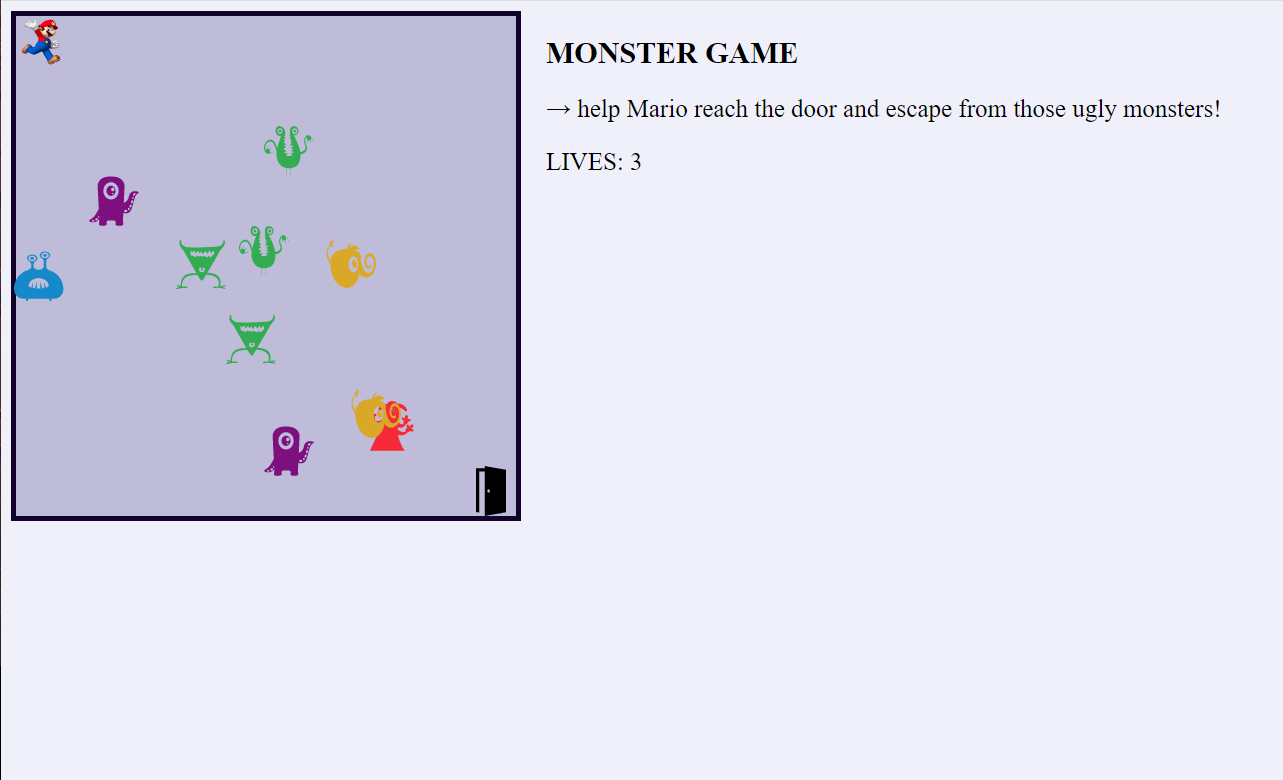 MONSTER GAME
→ help Mario reach the door and escape from those ugly monsters!
LIVES: 3